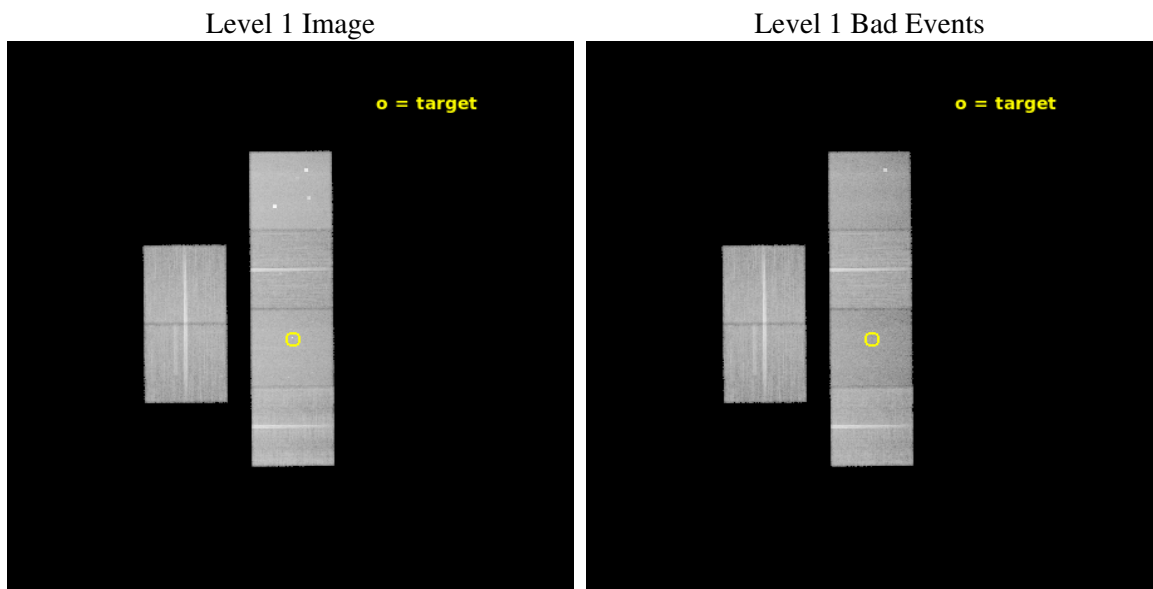 Level 1 Image
Level 1 Bad Events
o = target
o = target